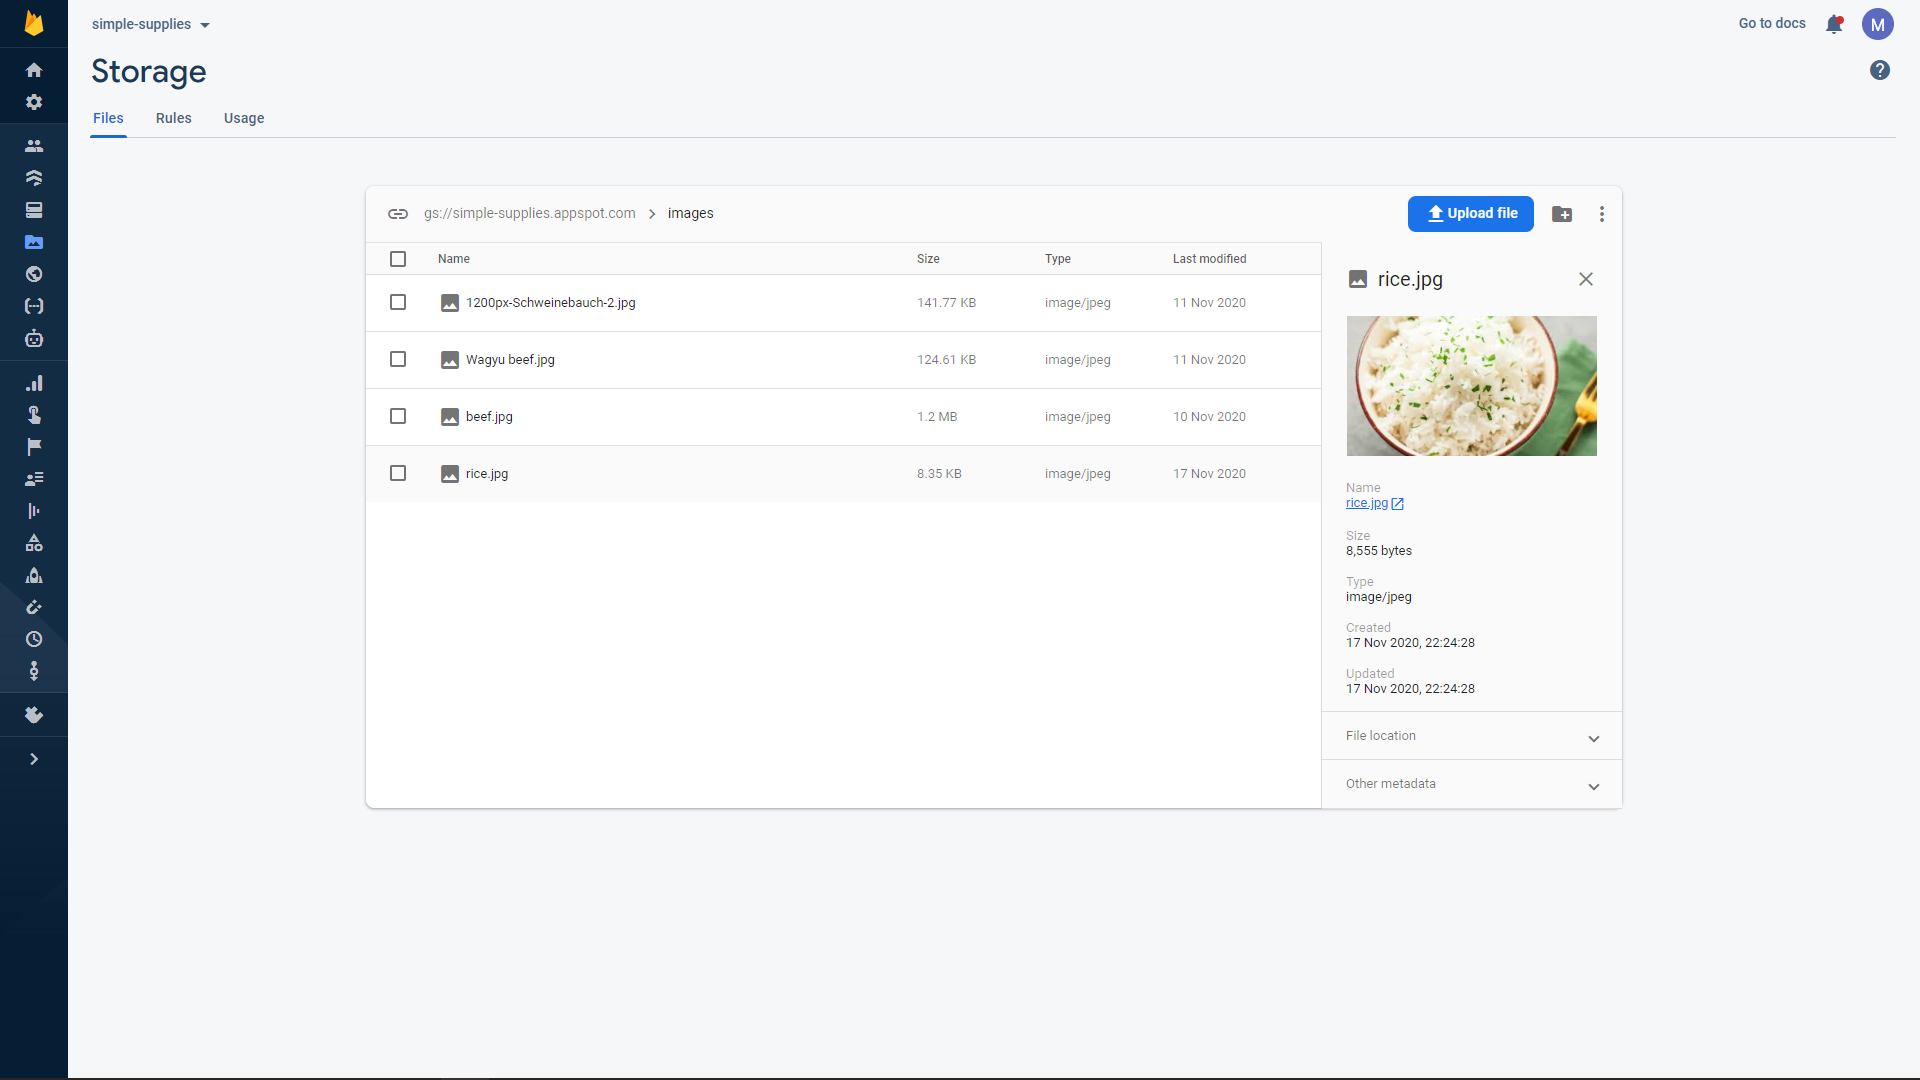 simple-supplies
Go to docs
M
Storage
?
Files Rules Usage
gs://simple-supplies.appspot.com > images
Upload file
Name Size Type Last modified
1200px-Schweinebauch-2.jpg 141.77 KB image/jpeg 11 Nov 2020
Wagyu beef.jpg 124.61 KB image/jpeg 11 Nov 2020
beef.jpg 1.2 MB image/jpeg 10 Nov 2020
rice.jpg 8.35 KB image/jpeg 17 Nov 2020
rice.jpg
Name
rice.jpg
Size
8,555 bytes
Type
image/jpeg
Created
17 Nov 2020, 22:24:28
Updated
17 Nov 2020, 22:24:28
File location
Other metadata